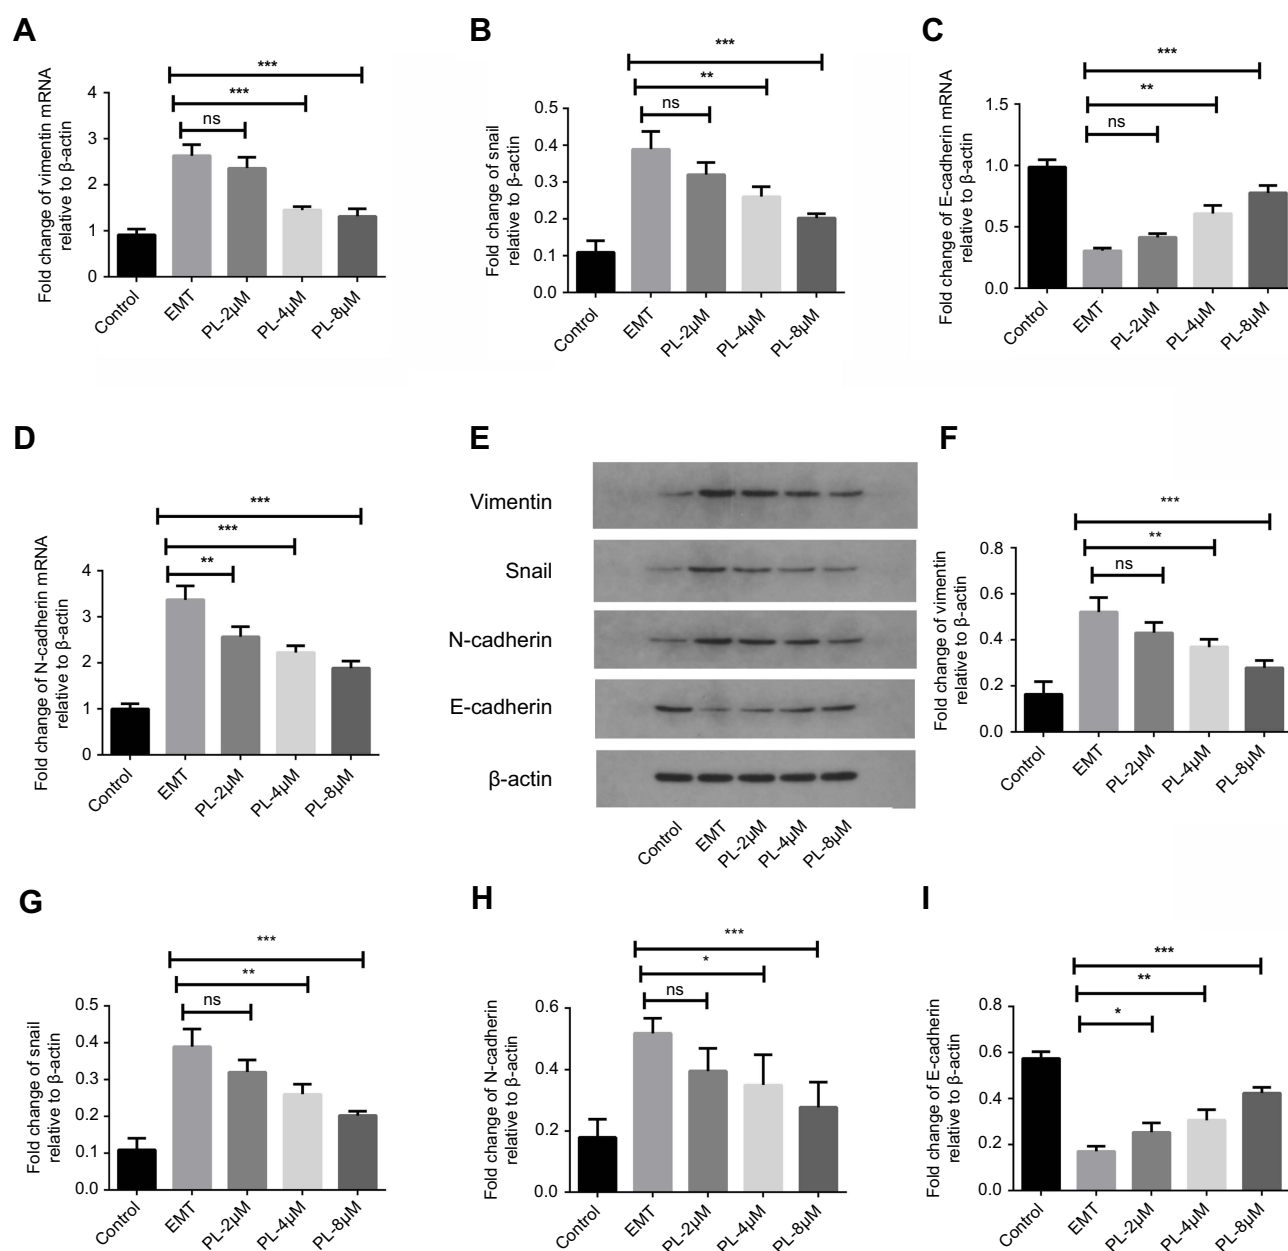 A
Fold change of vimentin mRNA
relative to β-actin
4
3
2
1
0
***
***
ns
Control
EMT
PL-2µM
PL-4µM
PL-8µM
B
Fold change of snail
relative to β-actin
0.5
0.4
0.3
0.2
0.1
0.0
***
**
ns
Control
EMT
PL-2µM
PL-4µM
PL-8µM
C
Fold change of E-cadherin mRNA
relative to β-actin
1.5
1.0
0.5
0.0
***
**
ns
Control
EMT
PL-2µM
PL-4µM
PL-8µM
D
Fold change of N-cadherin mRNA
relative to β-actin
4
3
2
1
0
***
***
**
Control
EMT
PL-2µM
PL-4µM
PL-8µM
E
Vimentin
Snail
N-cadherin
E-cadherin
β-actin
Control
EMT
PL-2µM
PL-4µM
PL-8µM
F
Fold change of vimentin
relative to β-actin
0.8
0.6
0.4
0.2
0.0
***
**
ns
Control
EMT
PL-2µM
PL-4µM
PL-8µM
G
Fold change of snail
relative to β-actin
0.5
0.4
0.3
0.2
0.1
0.0
***
**
ns
Control
EMT
PL-2µM
PL-4µM
PL-8µM
H
Fold change of N-cadherin
relative to β-actin
0.6
0.4
0.2
0.0
***
*
ns
Control
EMT
PL-2µM
PL-4µM
PL-8µM
I
Fold change of E-cadherin
relative to β-actin
0.8
0.6
0.4
0.2
0.0
***
**
*
Control
EMT
PL-2µM
PL-4µM
PL-8µM